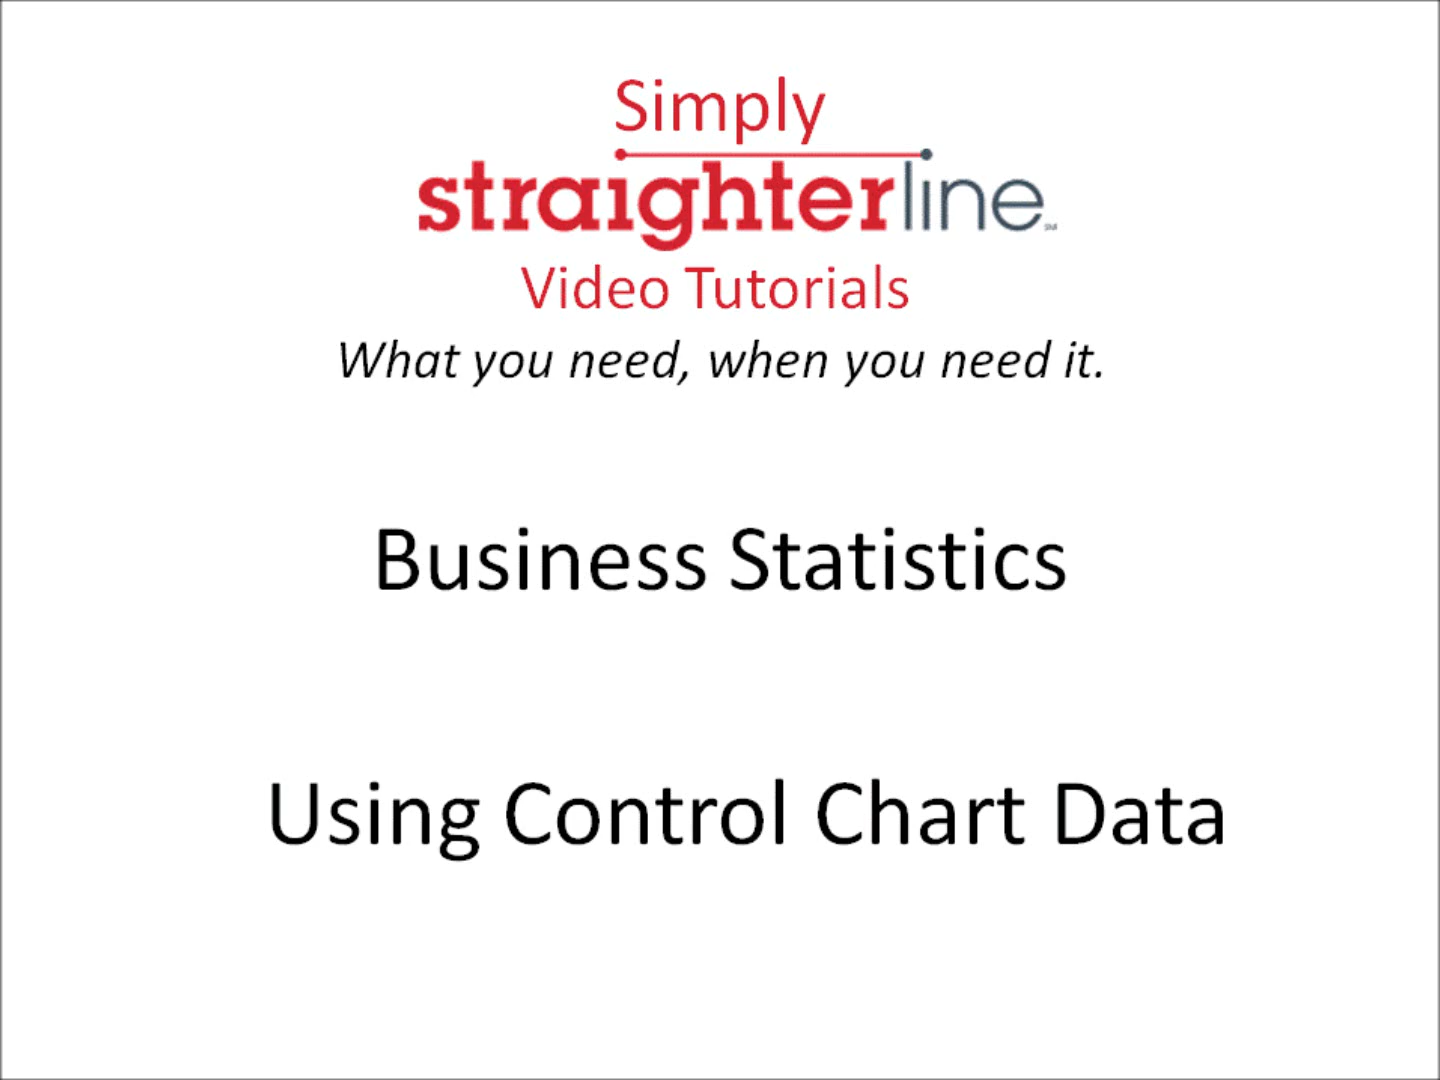 Simply
straighterline
Video Tutorials
What you need, when you need it.
Business Statistics
Using Control Chart Data